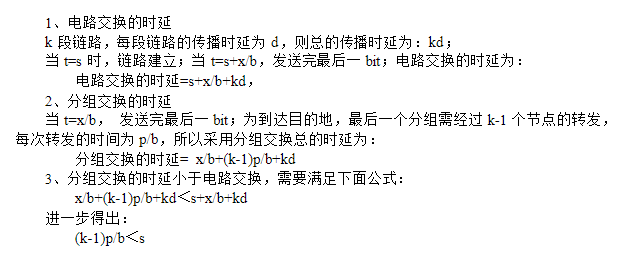 1、电路交换的时延
k 段链路，每段链路的传播时延为 d，则总的传播时延为：kd；
当 t=s 时，链路建立；当 t=s+x/b，发送完最后一 bit；电路交换的时延为：
电路交换的时延=s+x/b+kd，
2、分组交换的时延
当 t=x/b， 发送完最后一 bit；为到达目的地，最后一个分组需经过 k-1 个节点的转发，
每次转发的时间为 p/b，所以采用分组交换总的时延为：
分组交换的时延= x/b+(k-1)p/b+kd
3、分组交换的时延小于电路交换，需要满足下面公式：
x/b+(k-1)p/b+kd＜s+x/b+kd
进一步得出：
(k-1)p/b＜s